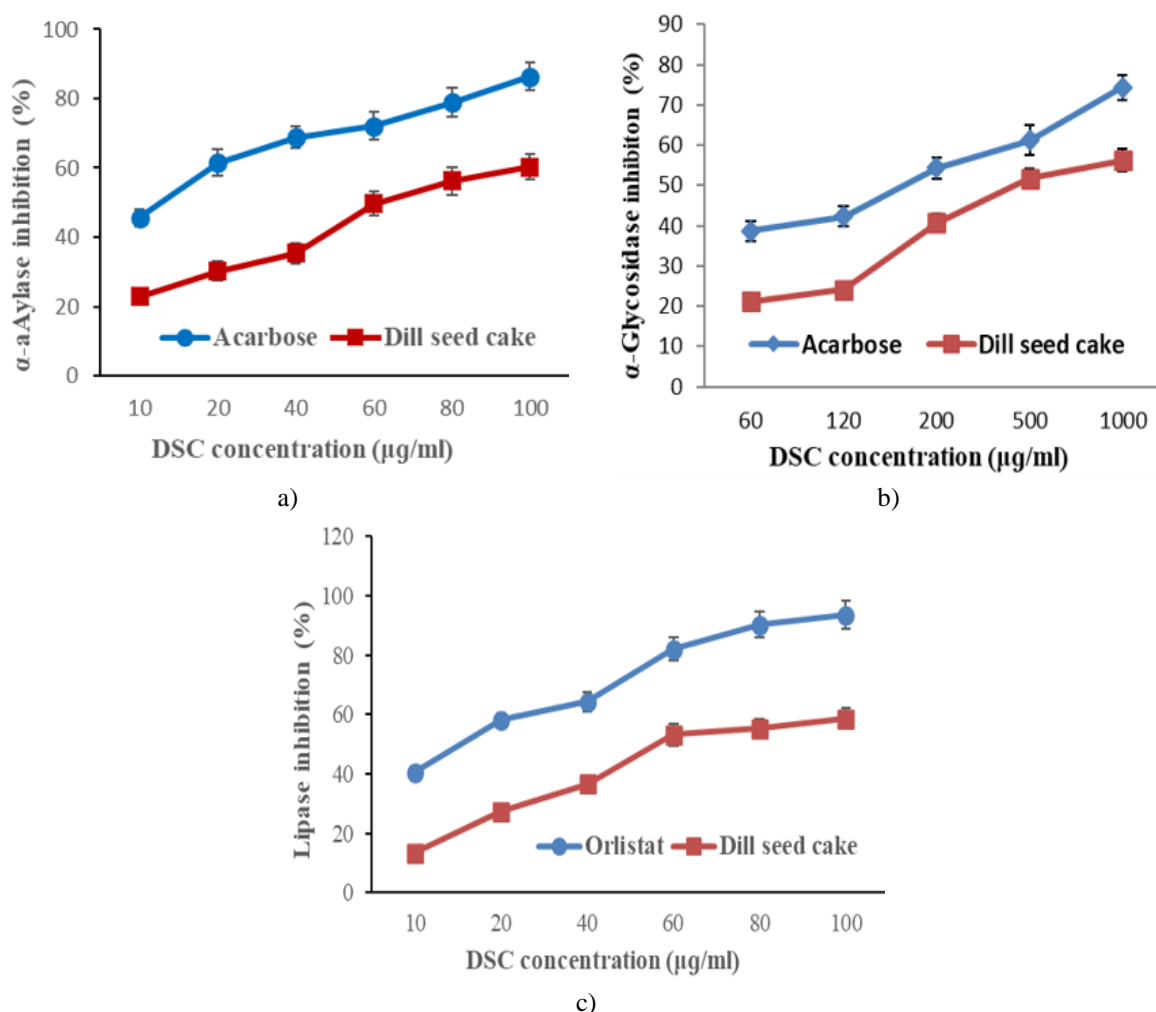 100
80
60
40
20
0
α-aAylase inhibition (%)
Acarbose Dill seed cake
10 20 40 60 80 100
DSC concentration (μg/ml)
a)
90
80
70
60
50
40
30
20
10
0
α-Glycosidase inhibiton (%)
Acarbose Dill seed cake
60 120 200 500 1000
DSC concentration (μg/ml)
b)
120
100
80
60
40
20
0
Lipase inhibition (%)
Orlistat Dill seed cake
10 20 40 60 80 100
DSC concentration (μg/ml)
c)